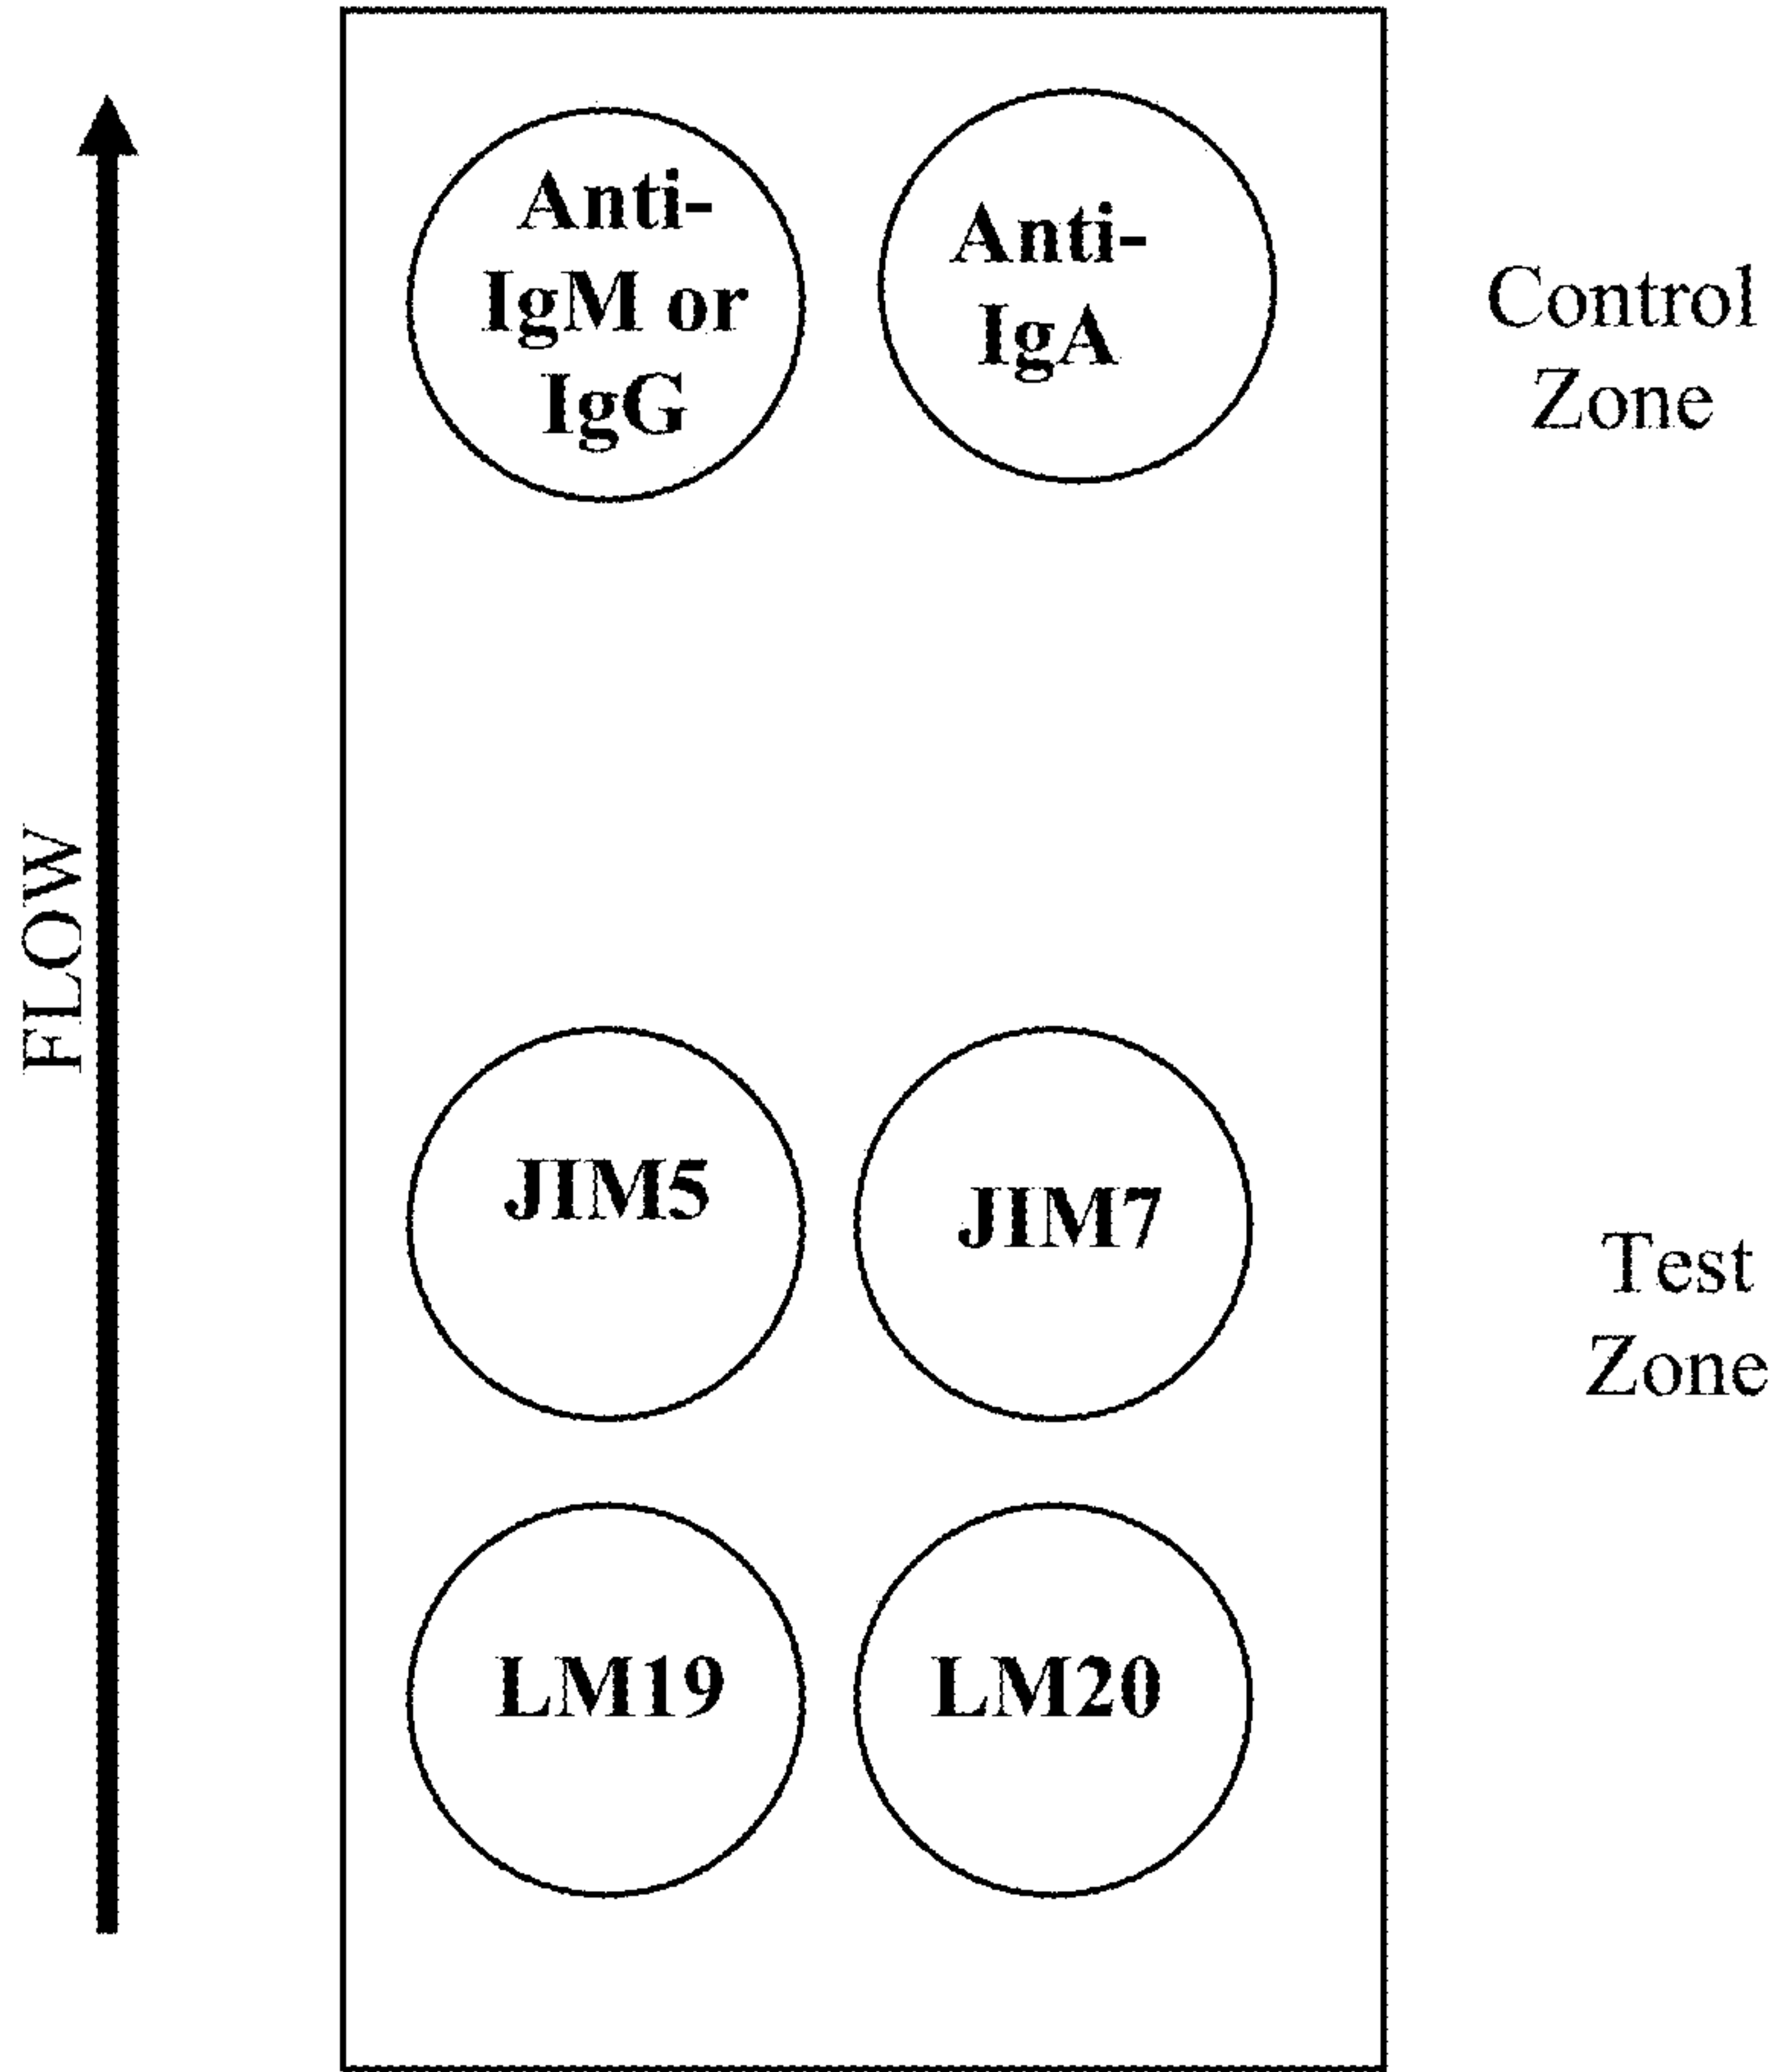 Anti-
IgM or
IgG
Anti-
IgA
Control
Zone
FLOW
JIM5
JIM7
Test
Zone
LM19
LM20